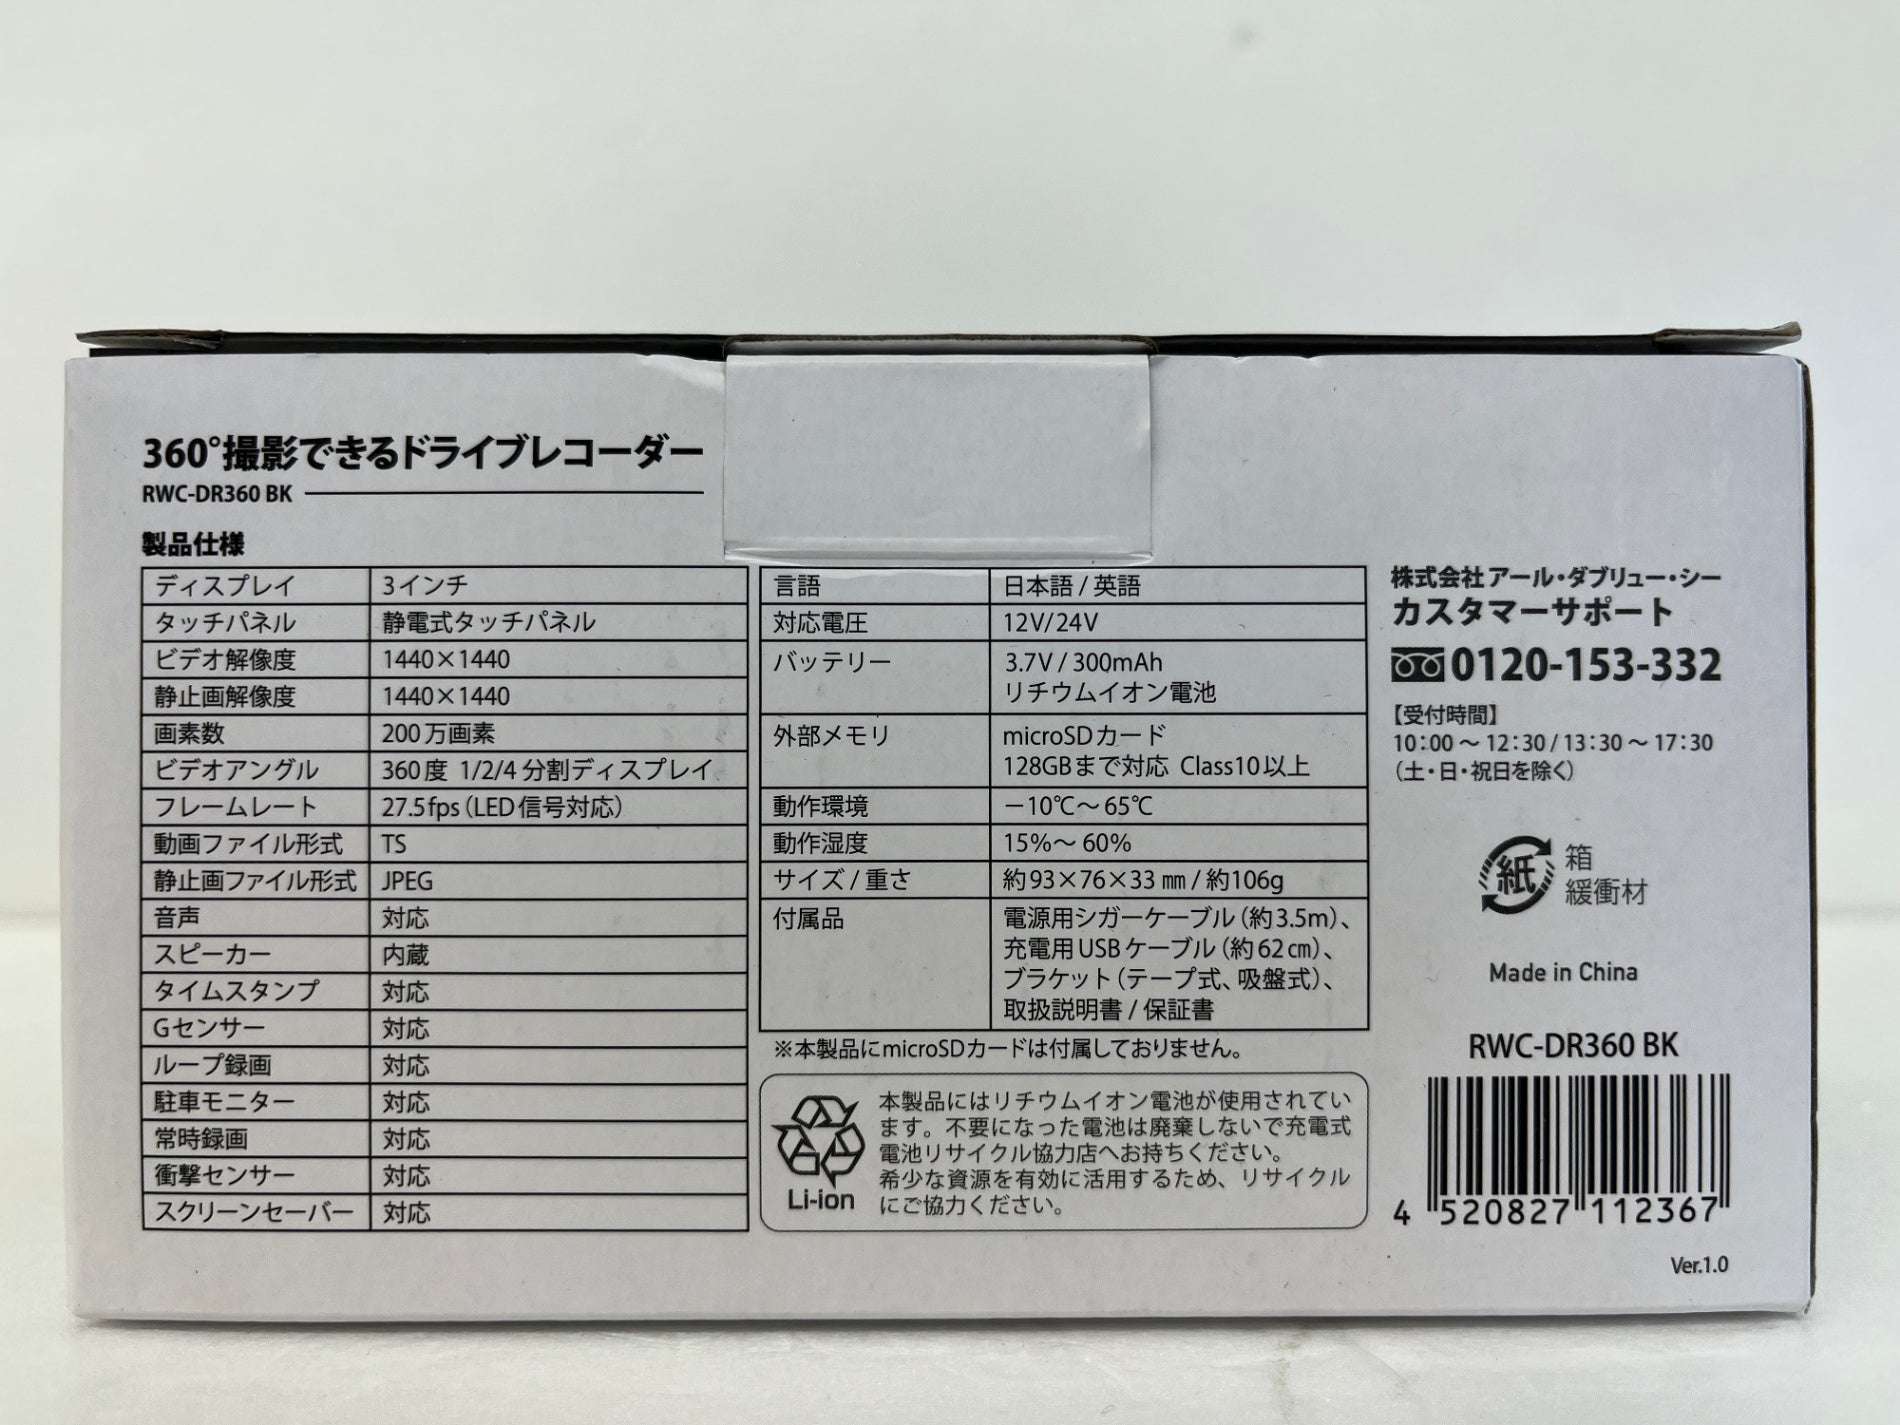 360°撮影できるドライブレコーダー
RWC-DR360 BK
製品仕様
ディスプレイ 3インチ
タッチパネル 静電式タッチパネル
ビデオ解像度 1440×1440
静止画解像度 1440×1440
画素数 200万画素
ビデオアングル 360度 1/2/4分割ディスプレイ
フレームレート 27.5fps（LED信号対応）
動画ファイル形式 TS
静止画ファイル形式 JPEG
音声 対応
スピーカー 内蔵
タイムスタンプ 対応
Gセンサー 対応
ループ録画 対応
駐車モニター 対応
常時録画 対応
衝撃センサー 対応
スクリーンセーバー 対応
言語 日本語 / 英語
対応電圧 12V/24V
バッテリー 3.7V / 300mAh
リチウムイオン電池
外部メモリ microSDカード
128GBまで対応 Class10以上
動作環境 －10℃～65℃
動作湿度 15%～60%
サイズ / 重さ 約93×76×33㎜ / 約106g
付属品 電源用シガーケーブル（約3.5m）、
充電用USBケーブル（約62㎝）、
ブラケット（テープ式、吸盤式）、
取扱説明書 / 保証書
※本製品にmicroSDカードは付属しておりません。
本製品にはリチウムイオン電池が使用されてい
ます。不要になった電池は廃棄しないで充電式
電池リサイクル協力店へお持ちください。
希少な資源を有効に活用するため、リサイクル
にご協力ください。
Li-ion
株式会社アール・ダブリュー・シー
カスタマーサポート
0120-153-332
【受付時間】
10：00～12：30 / 13：30～17：30
（土・日・祝日を除く）
紙 箱
緩衝材
Made in China
RWC-DR360 BK
4 520827 112367
Ver.1.0